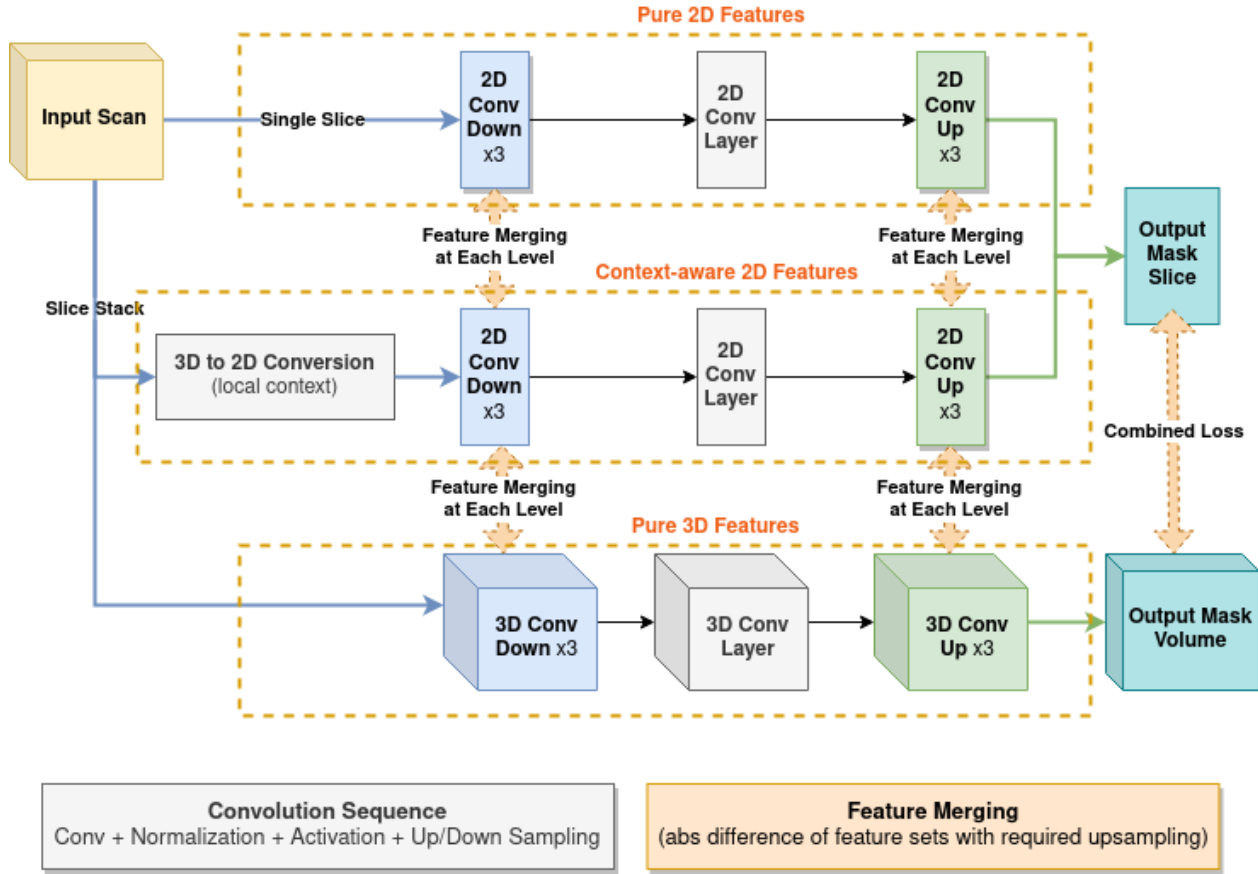 Pure 2D Features
Input Scan
Single Slice
2D
Conv
Down
x3
2D
Conv
Layer
2D
Conv
Up
x3
Feature Merging
at Each Level
Feature Merging
at Each Level
Output
Mask
Slice
Context-aware 2D Features
Slice Stack
3D to 2D Conversion
(local context)
2D
Conv
Down
x3
2D
Conv
Layer
2D
Conv
Up
x3
Combined Loss
Feature Merging
at Each Level
Feature Merging
at Each Level
Pure 3D Features
3D Conv
Down x3
3D Conv
Layer
3D Conv
Up x3
Output Mask
Volume
Convolution Sequence
Conv + Normalization + Activation + Up/Down Sampling
Feature Merging
(abs difference of feature sets with required upsampling)